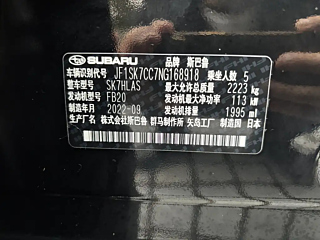 SUBARU 品牌 斯巴鲁
车辆识别代号 JF1SK7CC7NG168918 乘坐人数 5
整车型号 SK7HLAS 最大允许总质量 2223 kg
发动机型号 FB20 发动机最大净功率 113 kW
制造年月 2022-09 发动机排量 1995 ml
生产厂名 株式会社斯巴鲁 群马制作所 矢岛工厂 制造国 日本